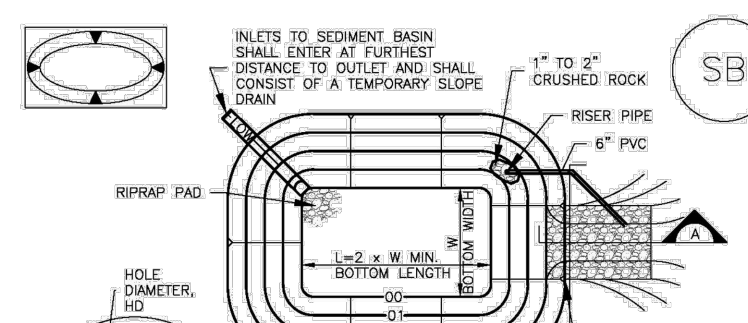 INLETS TO SEDIMENT BASIN
SHALL ENTER AT FURTHEST
DISTANCE TO OUTLET AND SHALL
CONSIST OF A TEMPORARY SLOPE
DRAIN
1" TO 2"
CRUSHED ROCK
SB
RISER PIPE
6" PVC
FLOW
RIPRAP PAD
W
BOTTOM WIDTH
L
A
L=2 x W MIN.
BOTTOM LENGTH
HOLE
DIAMETER,
HD
00
01